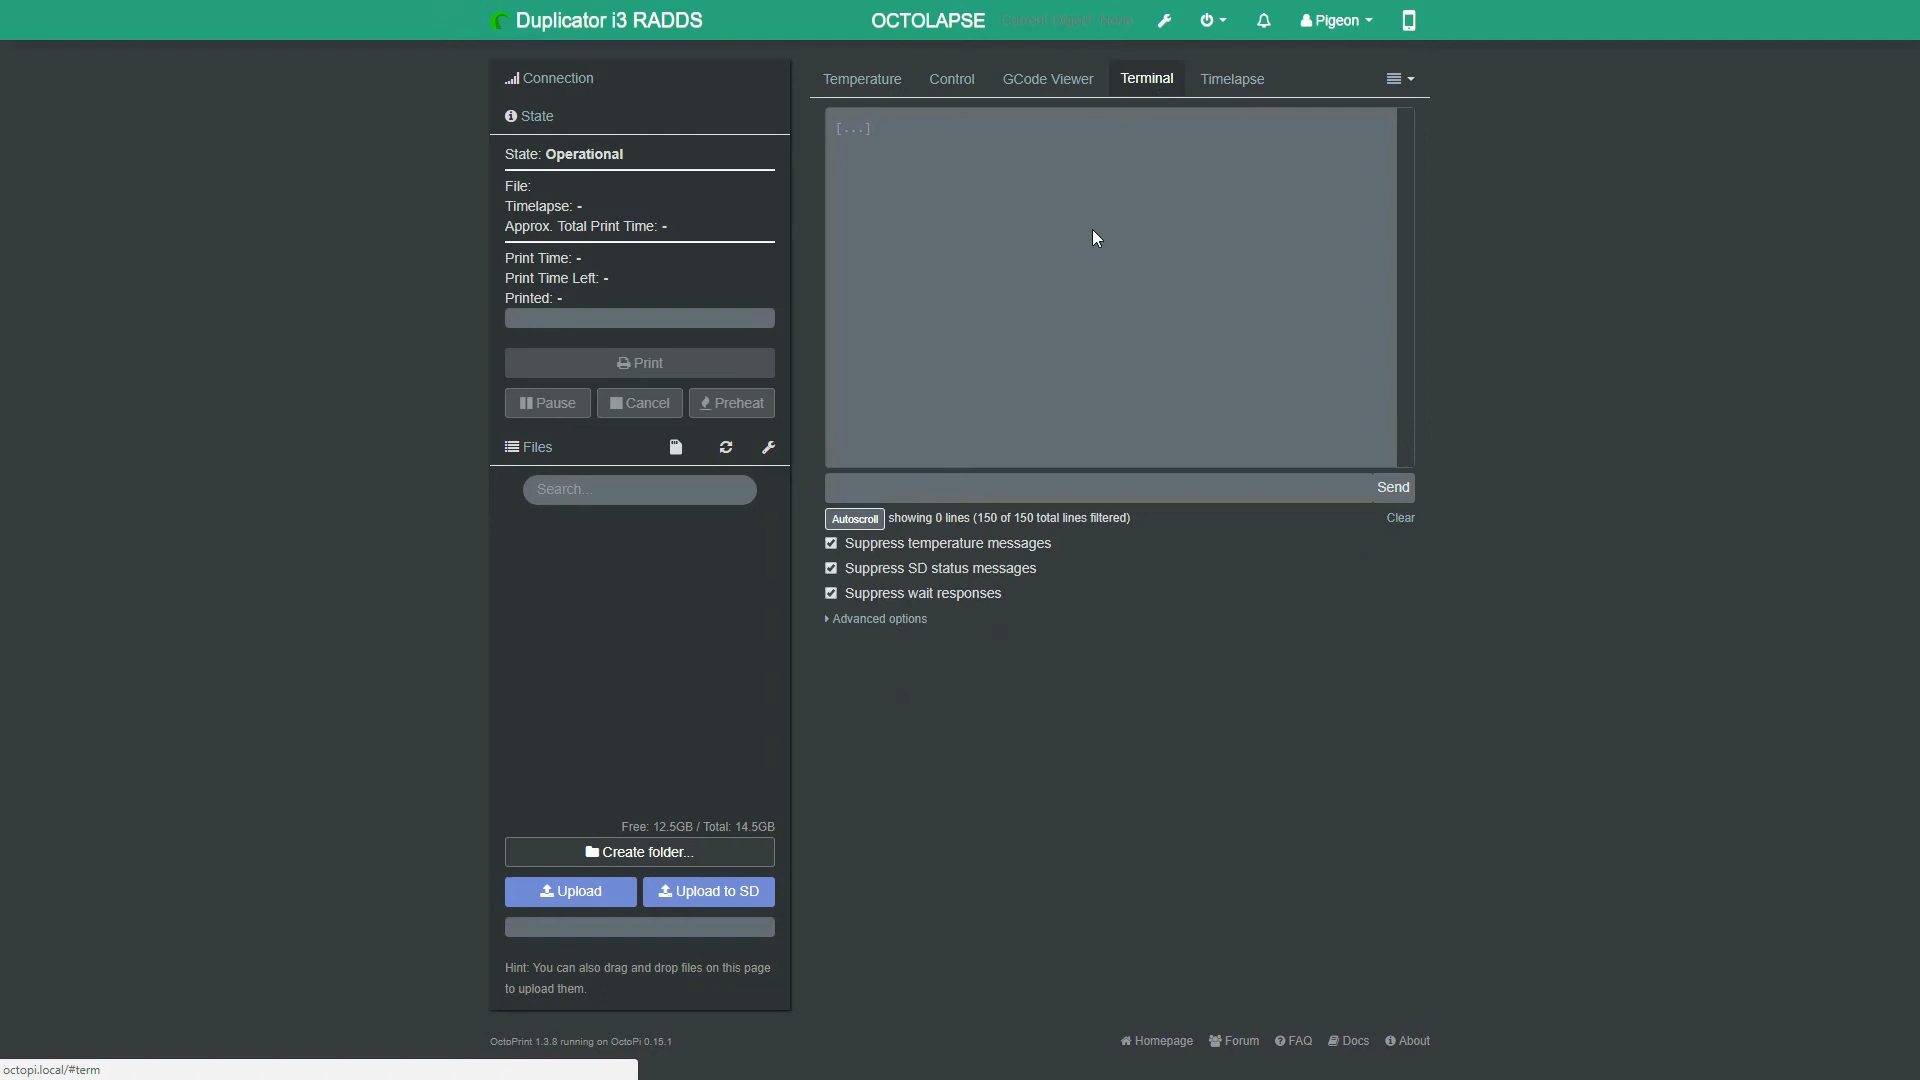 Duplicator i3 RADDS
OCTOLAPSE
Current Object: None
Pigeon
Connection
State
State: Operational
File:
Timelapse: -
Approx. Total Print Time: -
Print Time: -
Print Time Left: -
Printed: -
Print
Pause
Cancel
Preheat
Files
Search...
Free: 12.5GB / Total: 14.5GB
Create folder...
Upload
Upload to SD
Hint: You can also drag and drop files on this page
to upload them.
Temperature
Control
GCode Viewer
Terminal
Timelapse
[...]
Send
Autoscroll
showing 0 lines (150 of 150 total lines filtered)
Clear
Suppress temperature messages
Suppress SD status messages
Suppress wait responses
Advanced options
OctoPrint 1.3.8 running on OctoPi 0.15.1
Homepage
Forum
FAQ
Docs
About
octopi.local/#term